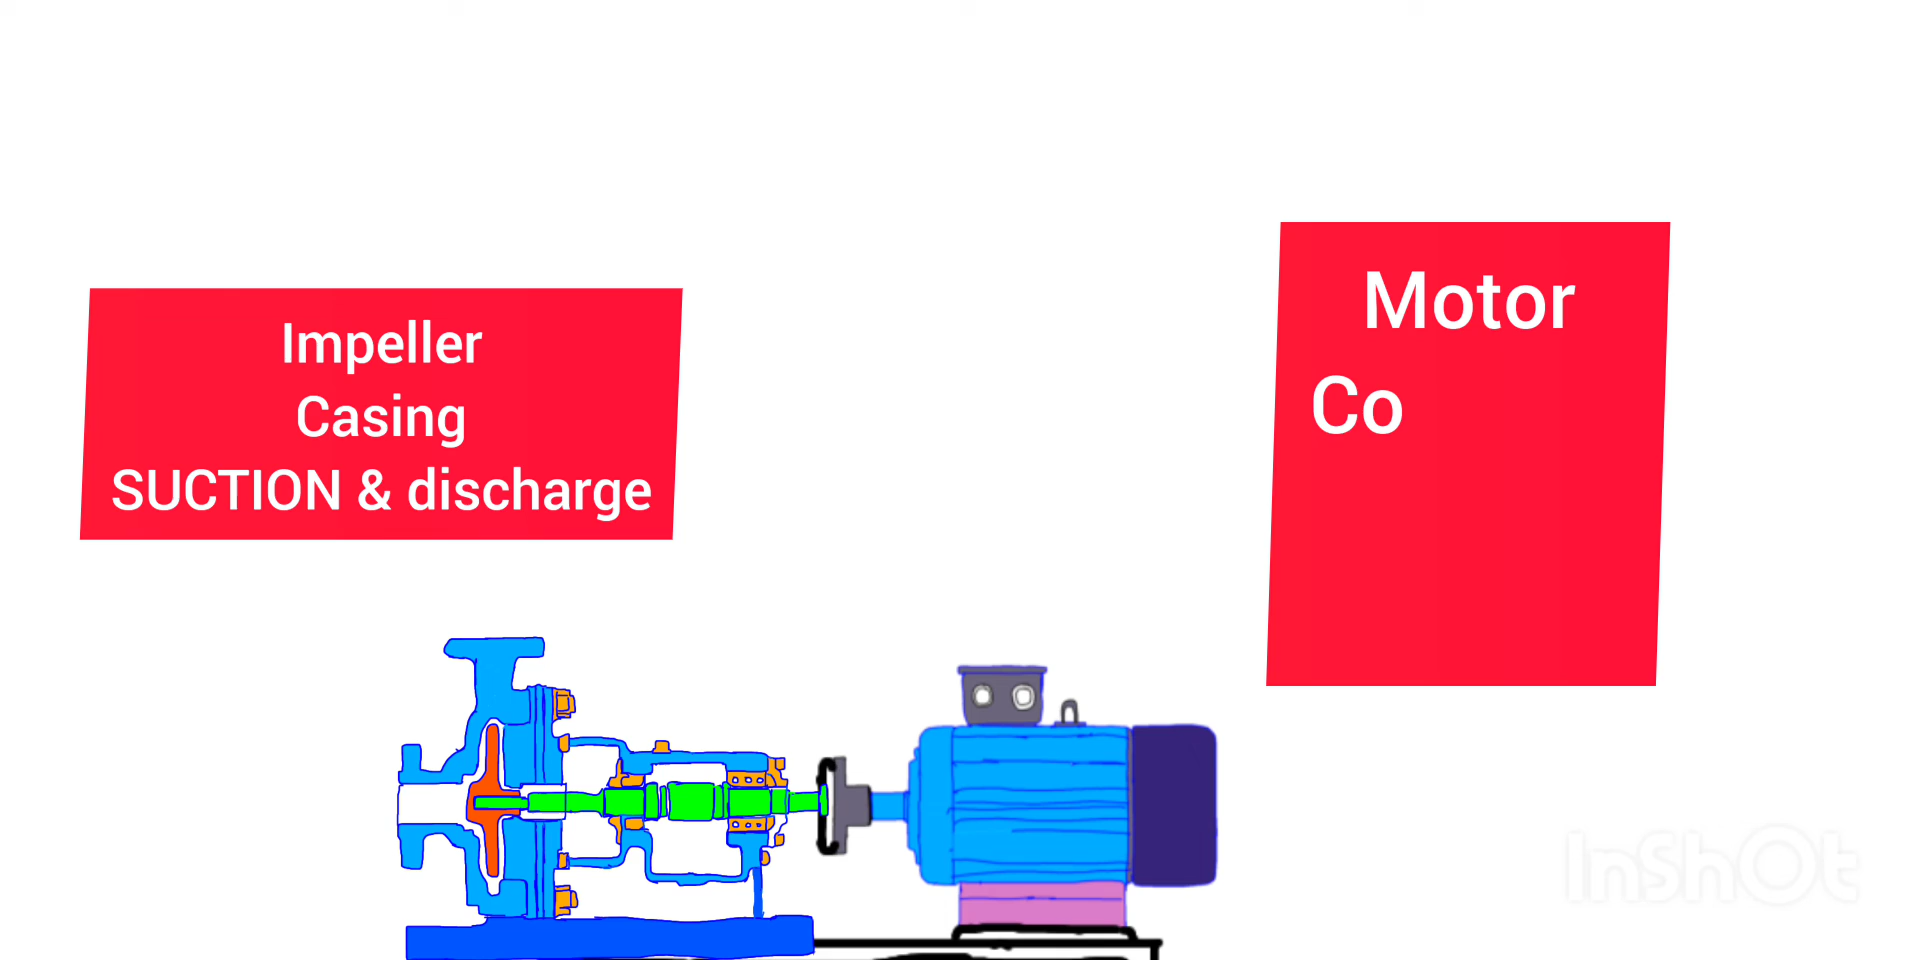 Impeller
Casing
SUCTION & discharge
Motor
Co
InShOt